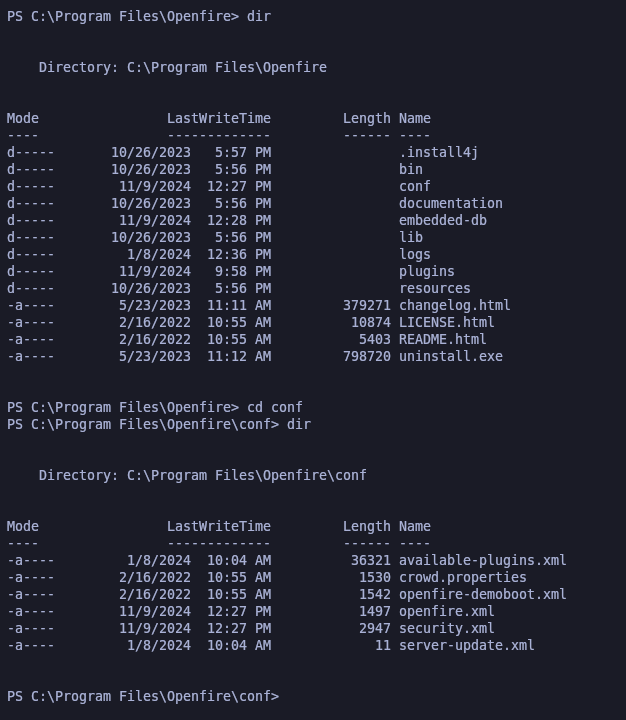 PS C:\Program Files\Openfire> dir
Directory: C:\Program Files\Openfire
Mode LastWriteTime Length Name
---- ------------- ------ ----
d----- 10/26/2023 5:57 PM .install4j
d----- 10/26/2023 5:56 PM bin
d----- 11/9/2024 12:27 PM conf
d----- 10/26/2023 5:56 PM documentation
d----- 11/9/2024 12:28 PM embedded-db
d----- 10/26/2023 5:56 PM lib
d----- 1/8/2024 12:36 PM logs
d----- 11/9/2024 9:58 PM plugins
d----- 10/26/2023 5:56 PM resources
-a---- 5/23/2023 11:11 AM 379271 changelog.html
-a---- 2/16/2022 10:55 AM 10874 LICENSE.html
-a---- 2/16/2022 10:55 AM 5403 README.html
-a---- 5/23/2023 11:12 AM 798720 uninstall.exe
PS C:\Program Files\Openfire> cd conf
PS C:\Program Files\Openfire\conf> dir
Directory: C:\Program Files\Openfire\conf
Mode LastWriteTime Length Name
---- ------------- ------ ----
-a---- 1/8/2024 10:04 AM 36321 available-plugins.xml
-a---- 2/16/2022 10:55 AM 1530 crowd.properties
-a---- 2/16/2022 10:55 AM 1542 openfire-demoboot.xml
-a---- 11/9/2024 12:27 PM 1497 openfire.xml
-a---- 11/9/2024 12:27 PM 2947 security.xml
-a---- 1/8/2024 10:04 AM 11 server-update.xml
PS C:\Program Files\Openfire\conf>